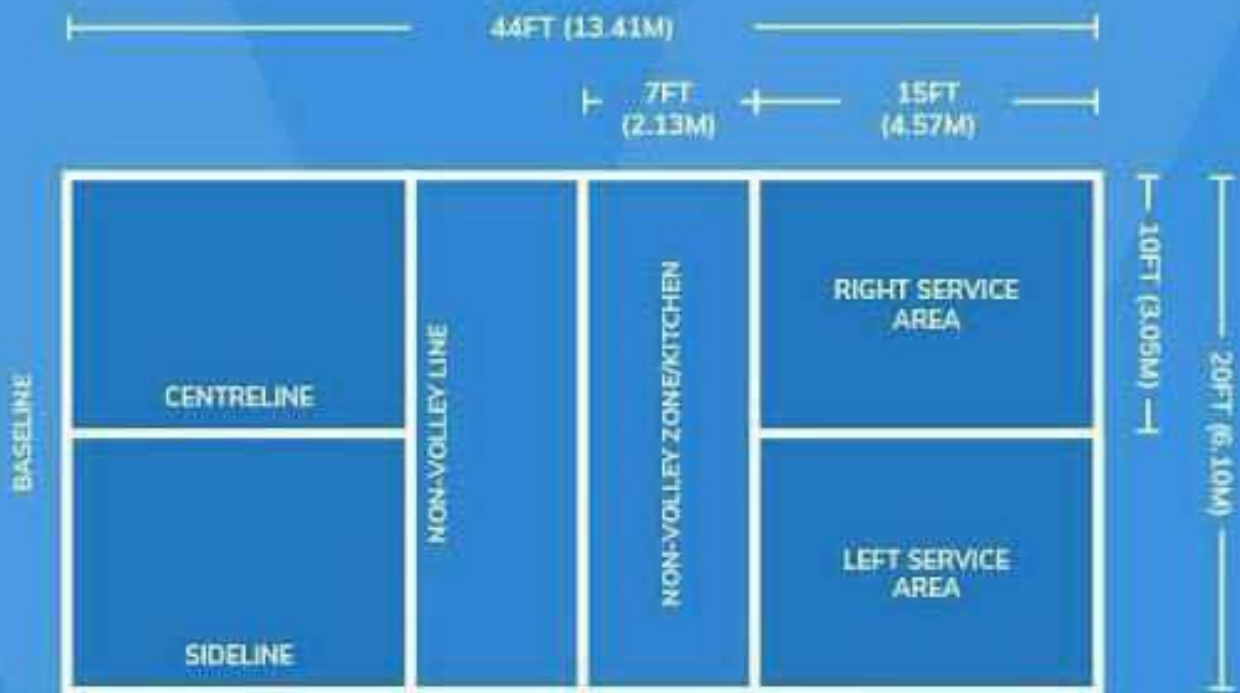 44FT (13.41M)
7FT
(2.13M)
15FT
(4.57M)
BASELINE
CENTRELINE
SIDELINE
NON-VOLLEY LINE
NON-VOLLEY ZONE/KITCHEN
RIGHT SERVICE
AREA
LEFT SERVICE
AREA
10FT (3.05M)
20FT (6.10M)